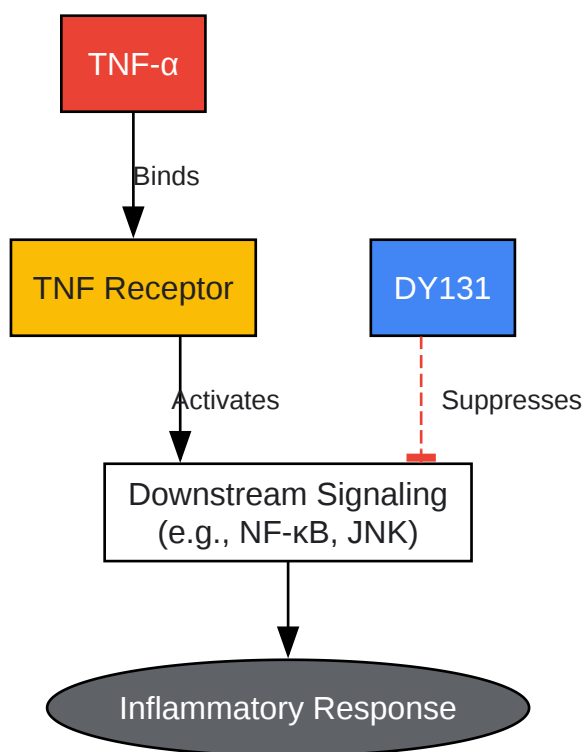 TNF-α
Binds
TNF Receptor
DY131
Activates
Suppresses
Downstream Signaling
(e.g., NF-κB, JNK)
Inflammatory Response